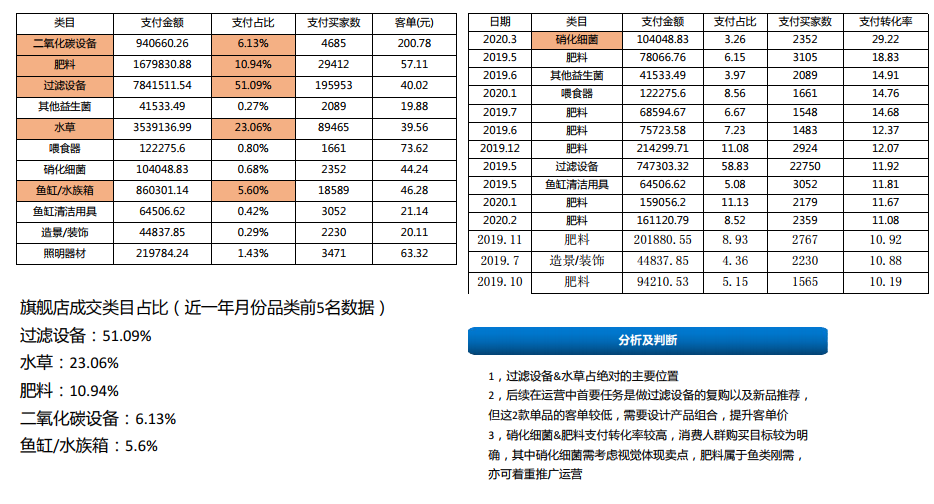 类目 支付金额 支付占比 支付买家数 客单(元)
二氧化碳设备 940660.26 6.13% 4685 200.78
肥料 1679830.88 10.94% 29412 57.11
过滤设备 7841511.54 51.09% 195953 40.02
其他益生菌 41533.49 0.27% 2089 19.88
水草 3539136.99 23.06% 89465 39.56
喂食器 122275.6 0.80% 1661 73.62
硝化细菌 104048.83 0.68% 2352 44.24
鱼缸/水族箱 860301.14 5.60% 18589 46.28
鱼缸清洁用具 64506.62 0.42% 3052 21.14
造景/装饰 44837.85 0.29% 2230 20.11
照明器材 219784.24 1.43% 3471 63.32
旗舰店成交类目占比（近一年月份品类前5名数据）
过滤设备：51.09%
水草：23.06%
肥料：10.94%
二氧化碳设备：6.13%
鱼缸/水族箱：5.6%
日期 类目 支付金额 支付占比 支付买家数 支付转化率
2020.3 硝化细菌 104048.83 3.26 2352 29.22
2019.5 肥料 78066.76 6.15 3105 18.83
2019.6 其他益生菌 41533.49 3.97 2089 14.91
2020.1 喂食器 122275.6 8.56 1661 14.76
2019.7 肥料 68594.67 6.67 1548 14.68
2019.6 肥料 75723.58 7.23 1483 12.37
2019.12 肥料 214299.71 11.08 2924 12.07
2019.5 过滤设备 747303.32 58.83 22750 11.92
2019.5 鱼缸清洁用具 64506.62 5.08 3052 11.81
2020.1 肥料 159056.2 11.13 2179 11.67
2020.2 肥料 161120.79 8.52 2359 11.08
2019.11 肥料 201880.55 8.93 2767 10.92
2019.7 造景/装饰 44837.85 4.36 2230 10.88
2019.10 肥料 94210.53 5.15 1565 10.19
分析及判断
1，过滤设备&水草占绝对的主要位置
2，后续在运营中首要任务是做过滤设备的复购以及新品推荐，
但这2款单品的客单较低，需要设计产品组合，提升客单价
3，硝化细菌&肥料支付转化率较高，消费人群购买目标较为明
确，其中硝化细菌需考虑视觉体现卖点，肥料属于鱼类刚需，
亦可着重推广运营